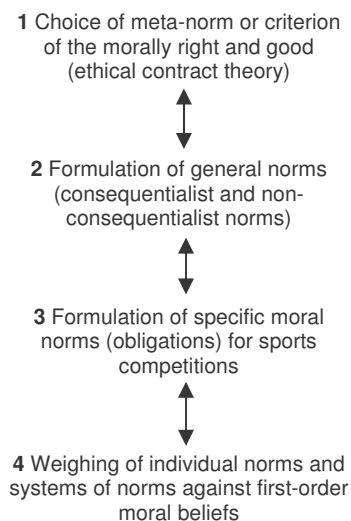 1 Choice of meta-norm or criterion
of the morally right and good
(ethical contract theory)
2 Formulation of general norms
(consequentialist and non-
consequentialist norms)
3 Formulation of specific moral
norms (obligations) for sports
competitions
4 Weighing of individual norms and
systems of norms against first-order
moral beliefs